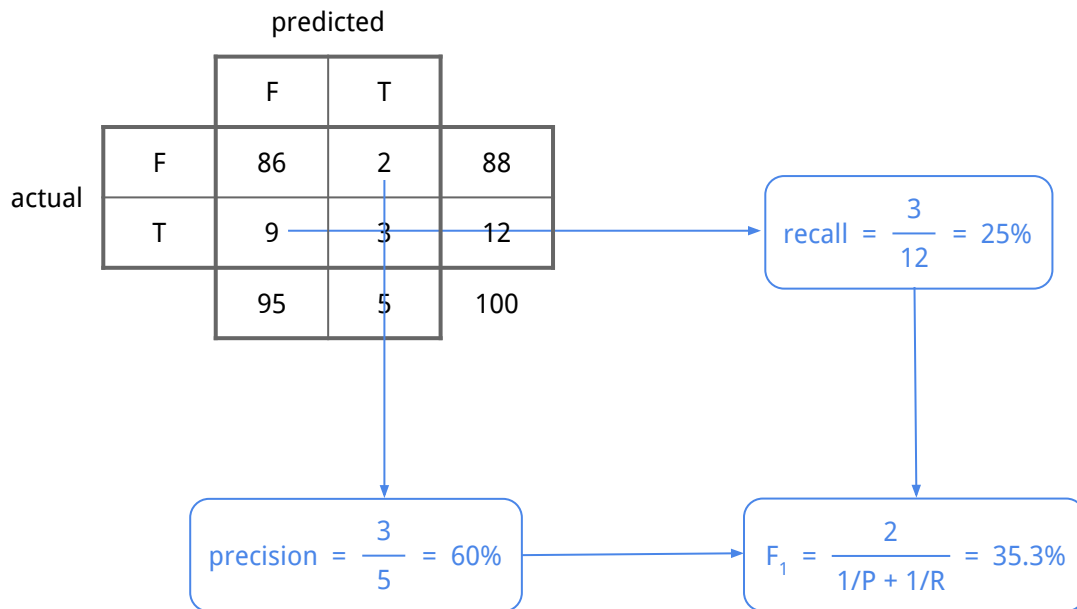 predicted
F T
F 86 2 88
actual
T 9 3 12
95 5 100
recall = 3/12 = 25%
precision = 3/5 = 60%
F₁ = 2/(1/P + 1/R) = 35.3%